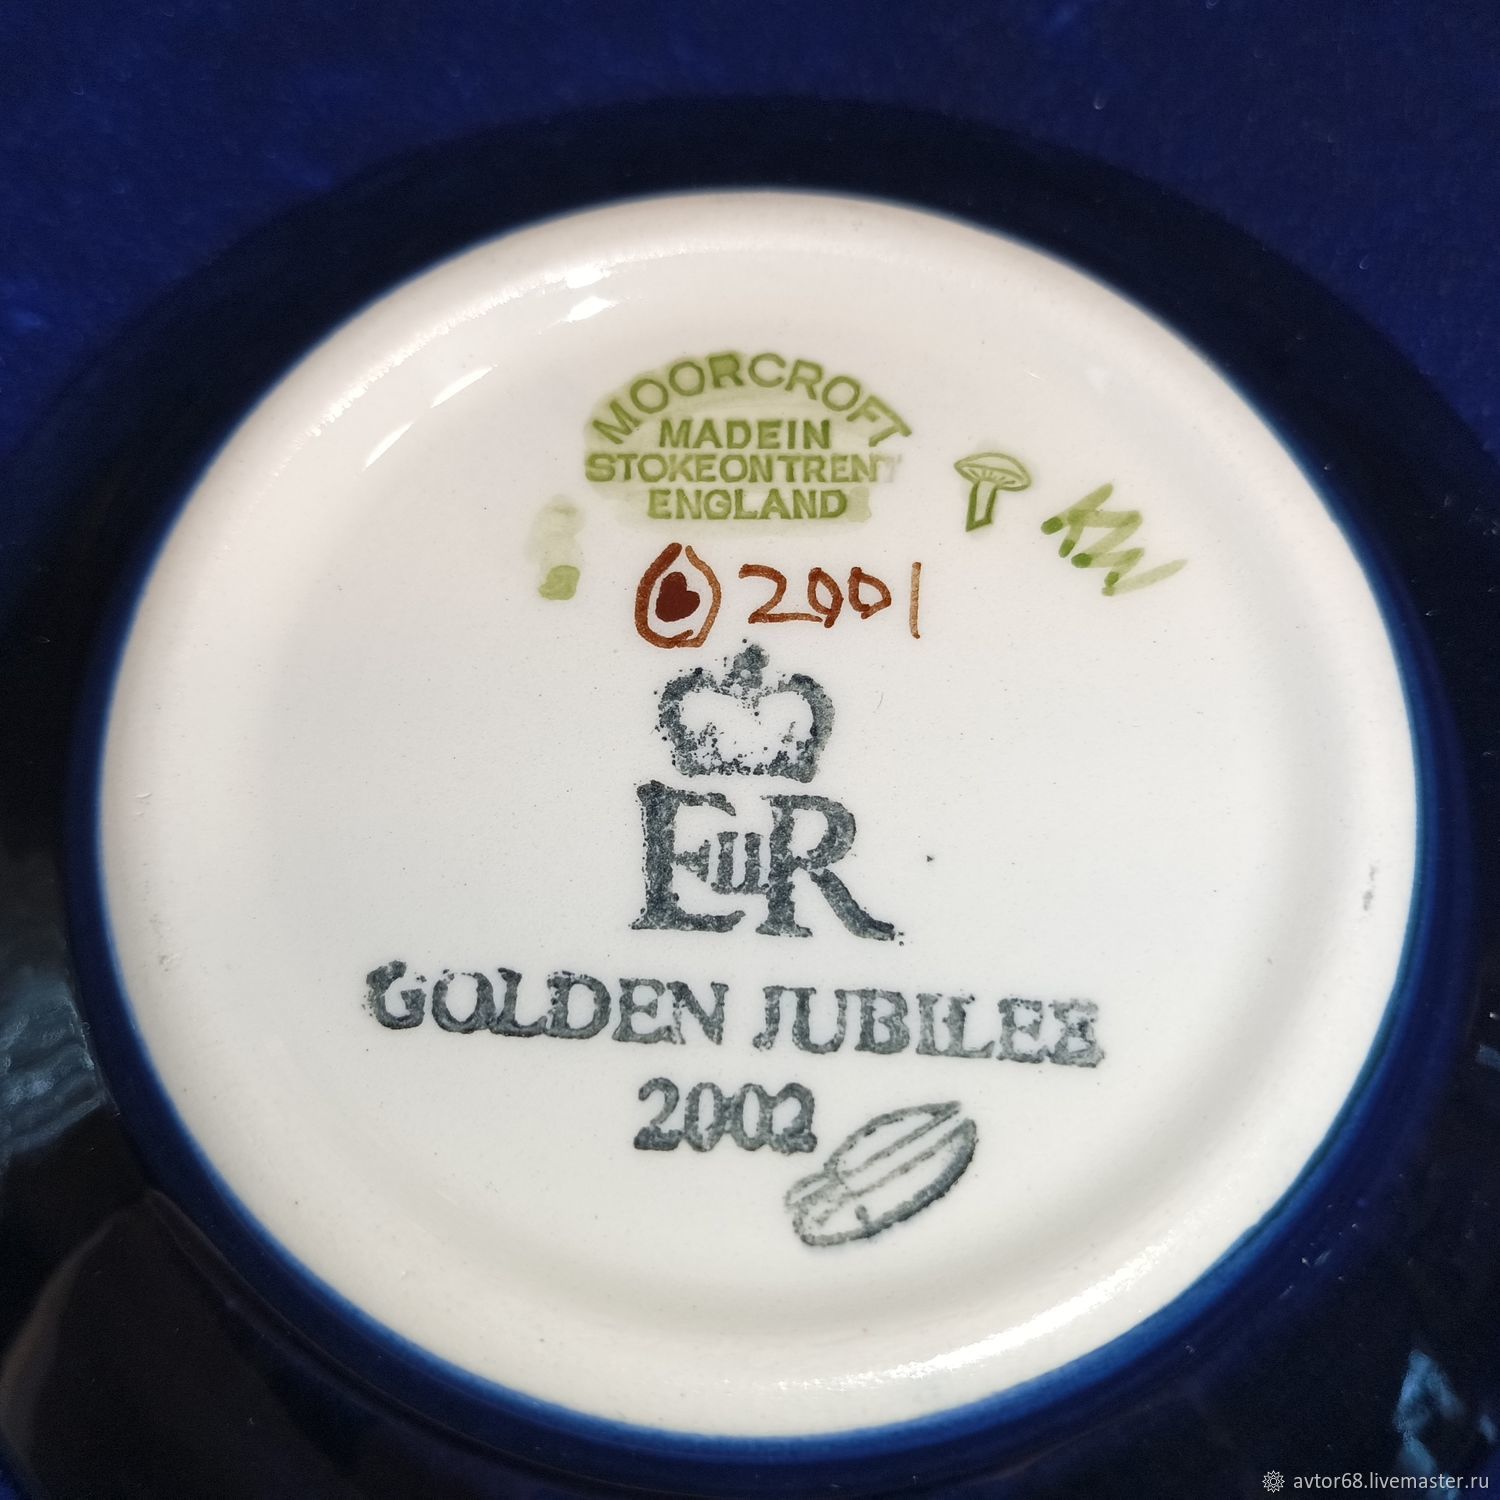 MOORCROFT
MADE IN
STOKE ON TRENT
ENGLAND
KW
2001
EIIR
GOLDEN JUBILEE
2002
avtor68.livemaster.ru